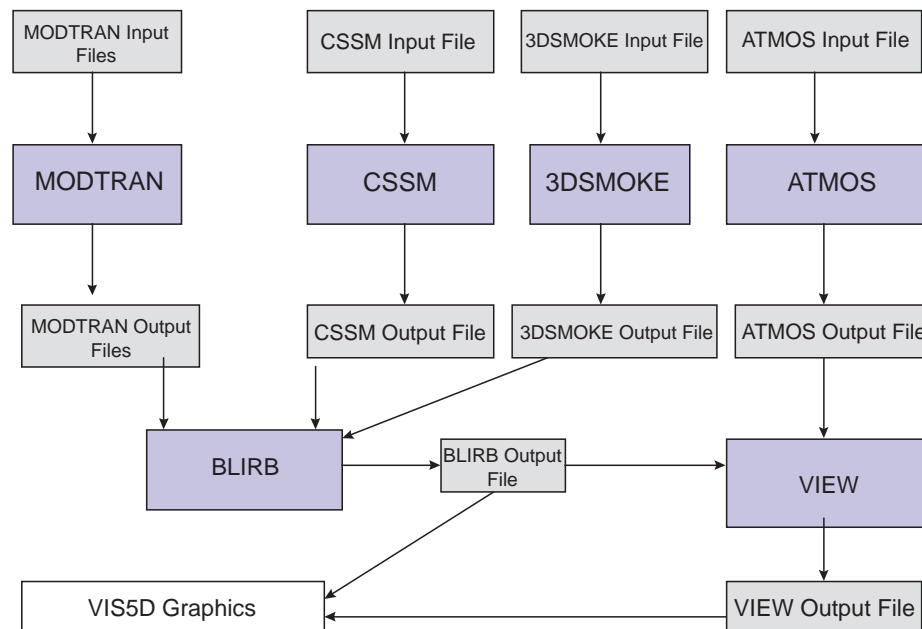 MODTRAN Input
Files
CSSM Input File
3DSMOKE Input File
ATMOS Input File
MODTRAN
CSSM
3DSMOKE
ATMOS
MODTRAN Output
Files
CSSM Output File
3DSMOKE Output File
ATMOS Output File
BLIRB
BLIRB Output
File
VIEW
VIS5D Graphics
VIEW Output File